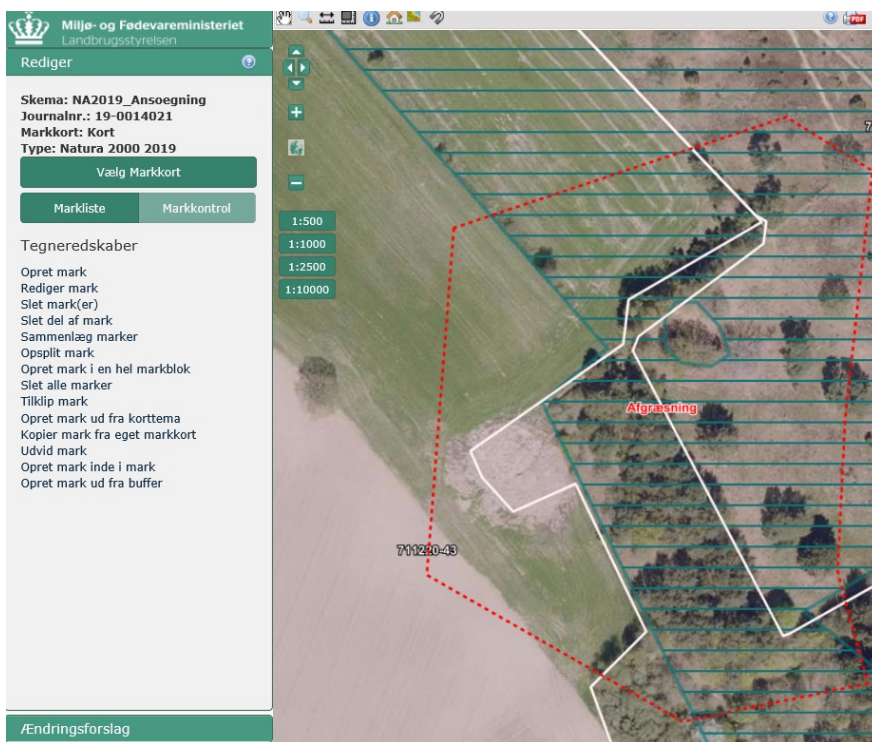 Miljø- og Fødevareministeriet
Landbrugsstyrelsen
Rediger
Skema: NA2019_Ansoegning
Journalnr.: 19-0014021
Markkort: Kort
Type: Natura 2000 2019
Vælg Markkort
Markliste Markkontrol
Tegneredskaber
Opret mark
Rediger mark
Slet mark(er)
Slet del af mark
Sammenlæg marker
Opsplit mark
Opret mark i en hel markblok
Slet alle marker
Tilklip mark
Opret mark ud fra korttema
Kopier mark fra eget markkort
Udvid mark
Opret mark inde i mark
Opret mark ud fra buffer
Ændringsforslag
PDF
1:500
1:1000
1:2500
1:10000
7
Afgræsning
711220-43